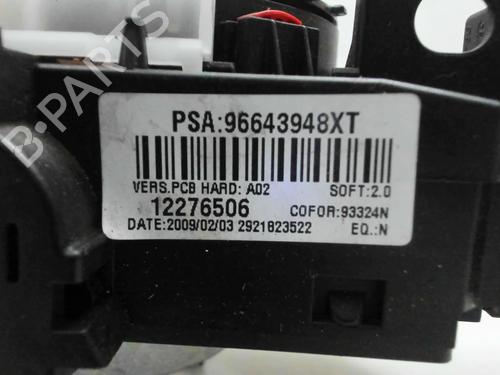 PSA:96643948XT
VERS.PCB HARD: A02 SOFT:2.0
12276506 COFOR:93324N
DATE:2009/02/03 2921823522 EQ.:N
B-PARTS